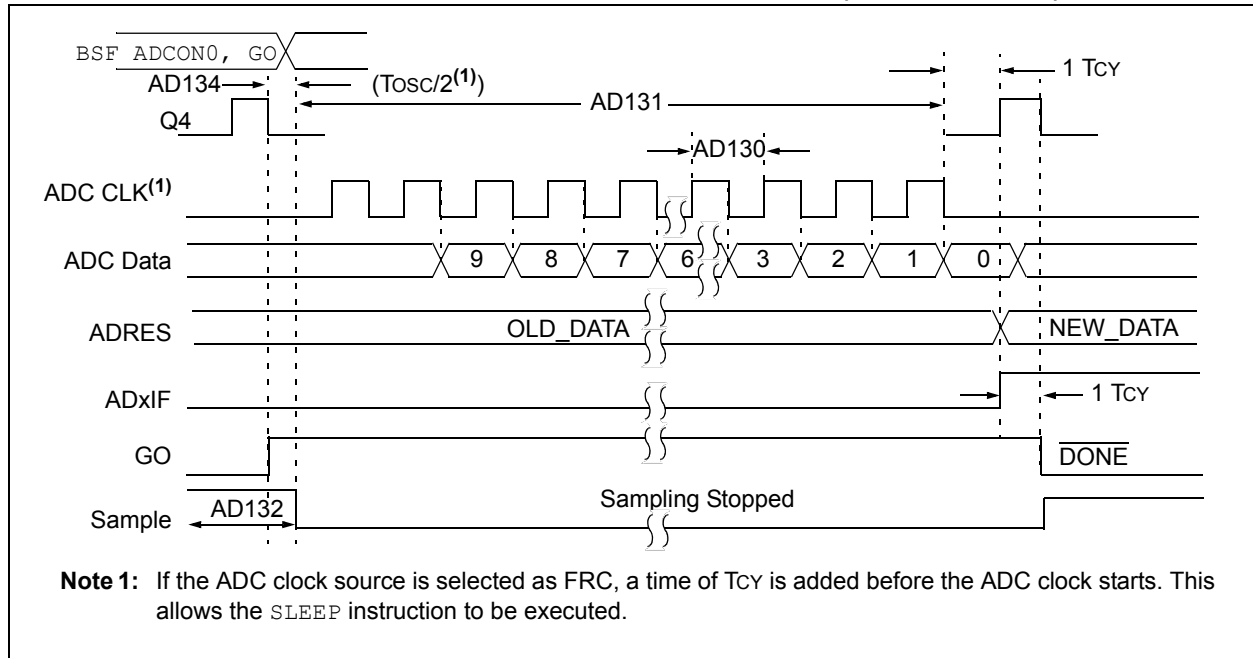 BSF ADCON0, GO
AD134
(TOSC/2(1))
AD131
1 TCY
Q4
AD130
ADC CLK(1)
ADC Data
9 8 7 6 3 2 1 0
ADRES
OLD_DATA
NEW_DATA
ADxIF
1 TCY
GO
DONE
Sample
AD132
Sampling Stopped
Note 1: If the ADC clock source is selected as FRC, a time of TCY is added before the ADC clock starts. This
allows the SLEEP instruction to be executed.